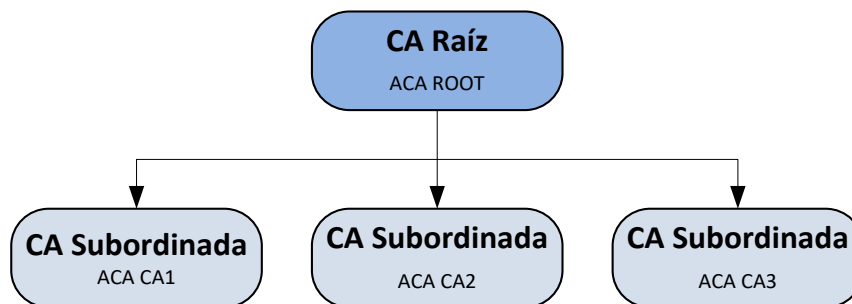 CA Raíz
ACA ROOT
CA Subordinada
ACA CA1
CA Subordinada
ACA CA2
CA Subordinada
ACA CA3